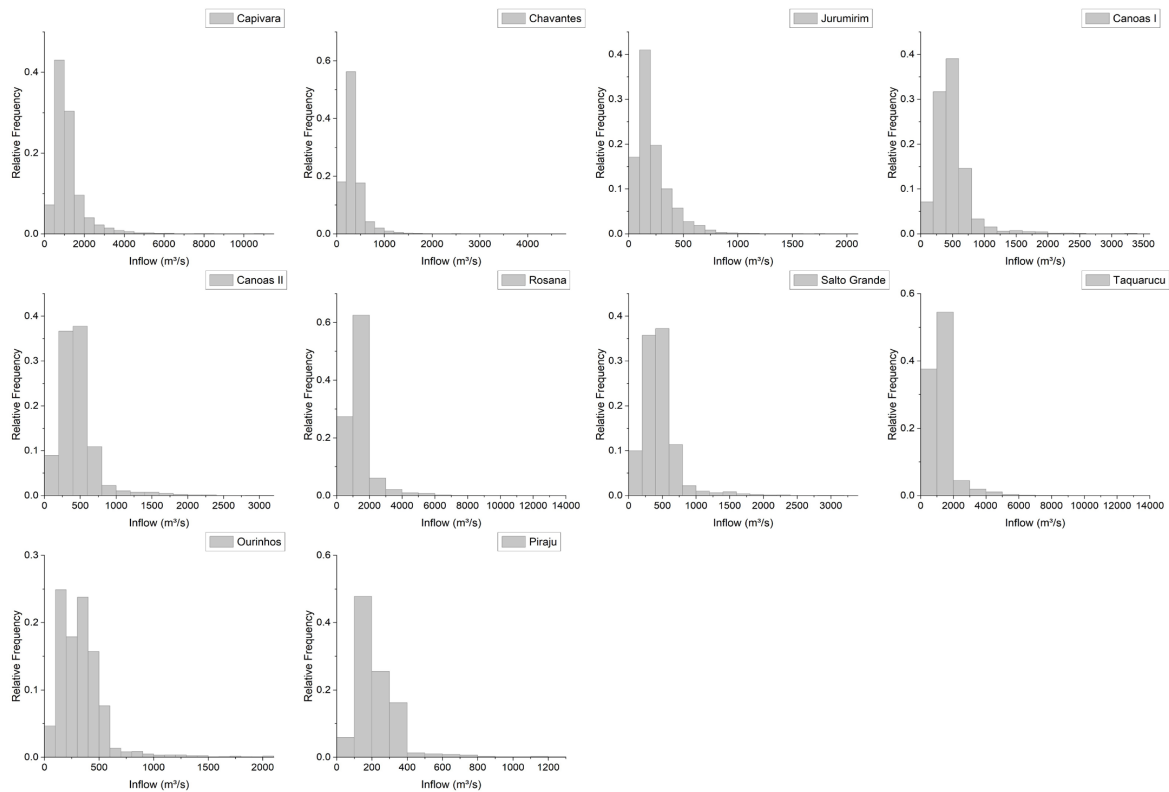 Capivara
Relative Frequency
0.4
0.2
0.0
0 2000 4000 6000 8000 10000
Inflow (m³/s)
Chavantes
Relative Frequency
0.6
0.4
0.2
0.0
0 1000 2000 3000 4000
Inflow (m³/s)
Jurumirim
Relative Frequency
0.4
0.3
0.2
0.1
0.0
0 500 1000 1500 2000
Inflow (m³/s)
Canoas I
Relative Frequency
0.4
0.3
0.2
0.1
0.0
0 500 1000 1500 2000 2500 3000 3500
Inflow (m³/s)
Canoas II
Relative Frequency
0.4
0.3
0.2
0.1
0.0
0 500 1000 1500 2000 2500 3000
Inflow (m³/s)
Rosana
Relative Frequency
0.6
0.4
0.2
0.0
0 2000 4000 6000 8000 10000 12000 14000
Inflow (m³/s)
Salto Grande
Relative Frequency
0.4
0.3
0.2
0.1
0.0
0 500 1000 1500 2000 2500 3000
Inflow (m³/s)
Taquarucu
Relative Frequency
0.6
0.4
0.2
0.0
0 2000 4000 6000 8000 10000 12000 14000
Inflow (m³/s)
Ourinhos
Relative Frequency
0.3
0.2
0.1
0.0
0 500 1000 1500 2000
Inflow (m³/s)
Piraju
Relative Frequency
0.6
0.4
0.2
0.0
0 200 400 600 800 1000 1200
Inflow (m³/s)